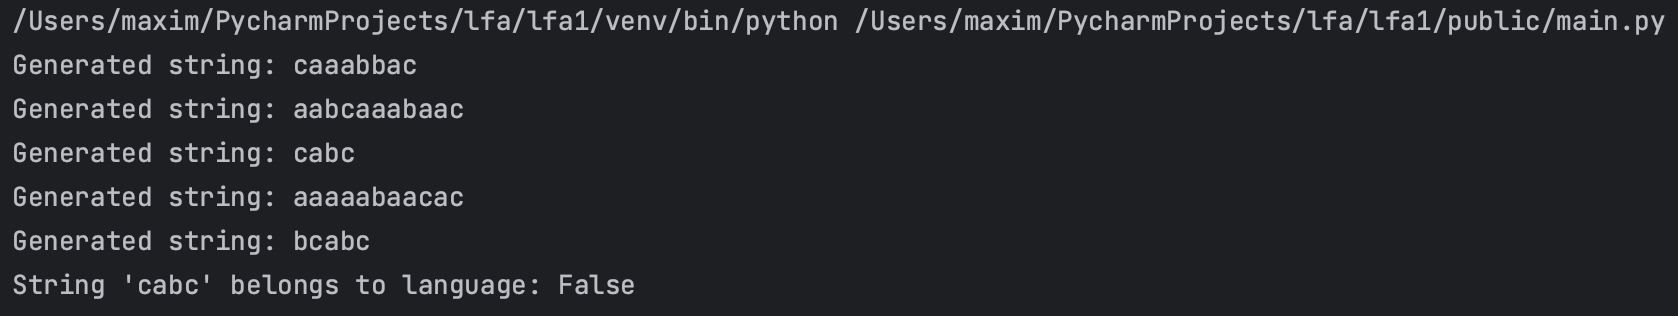 /Users/maxim/PycharmProjects/lfa/lfa1/venv/bin/python /Users/maxim/PycharmProjects/lfa/lfa1/public/main.py
Generated string: caaabbac
Generated string: aabcaaabaac
Generated string: cabc
Generated string: aaaaabaacac
Generated string: bcabc
String 'cabc' belongs to language: False